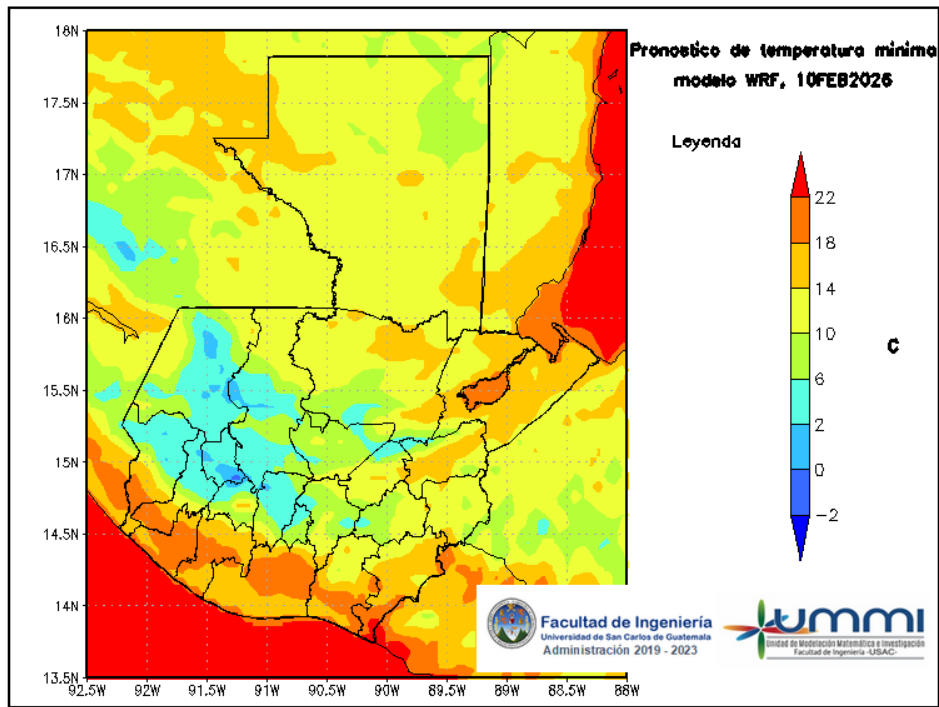 Pronostico de temperatura minima
modelo WRF, 10FEB2026
Leyenda
22
18
14
10
6
2
0
−2
C
18N
17.5N
17N
16.5N
16N
15.5N
15N
14.5N
14N
13.5N
92.5W
92W
91.5W
91W
90.5W
90W
89.5W
89W
88.5W
88W
Facultad de Ingeniería
Universidad de San Carlos de Guatemala
Administración 2019 - 2023
ummi
Unidad de Modelación Matemática e Investigación
Facultad de Ingeniería -USAC-